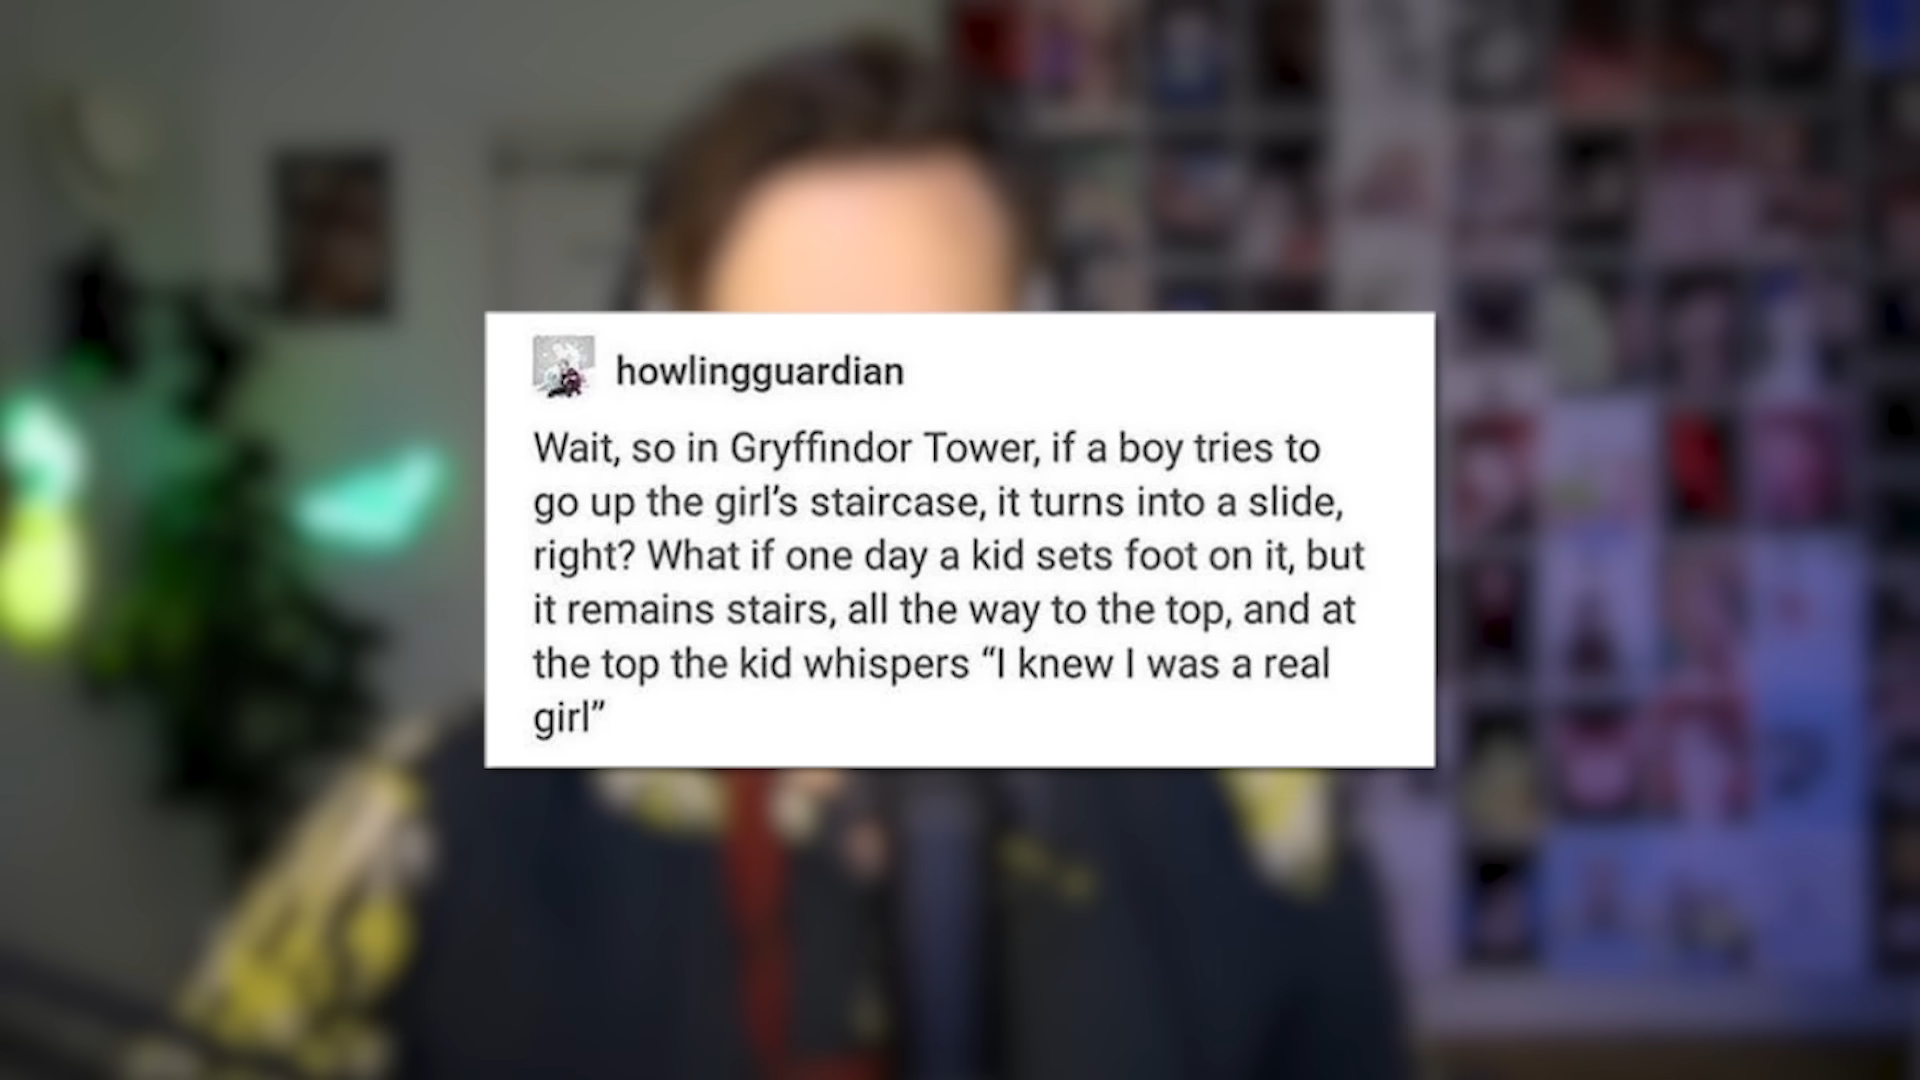 howlingguardian
Wait, so in Gryffindor Tower, if a boy tries to
go up the girl’s staircase, it turns into a slide,
right? What if one day a kid sets foot on it, but
it remains stairs, all the way to the top, and at
the top the kid whispers “I knew I was a real
girl”